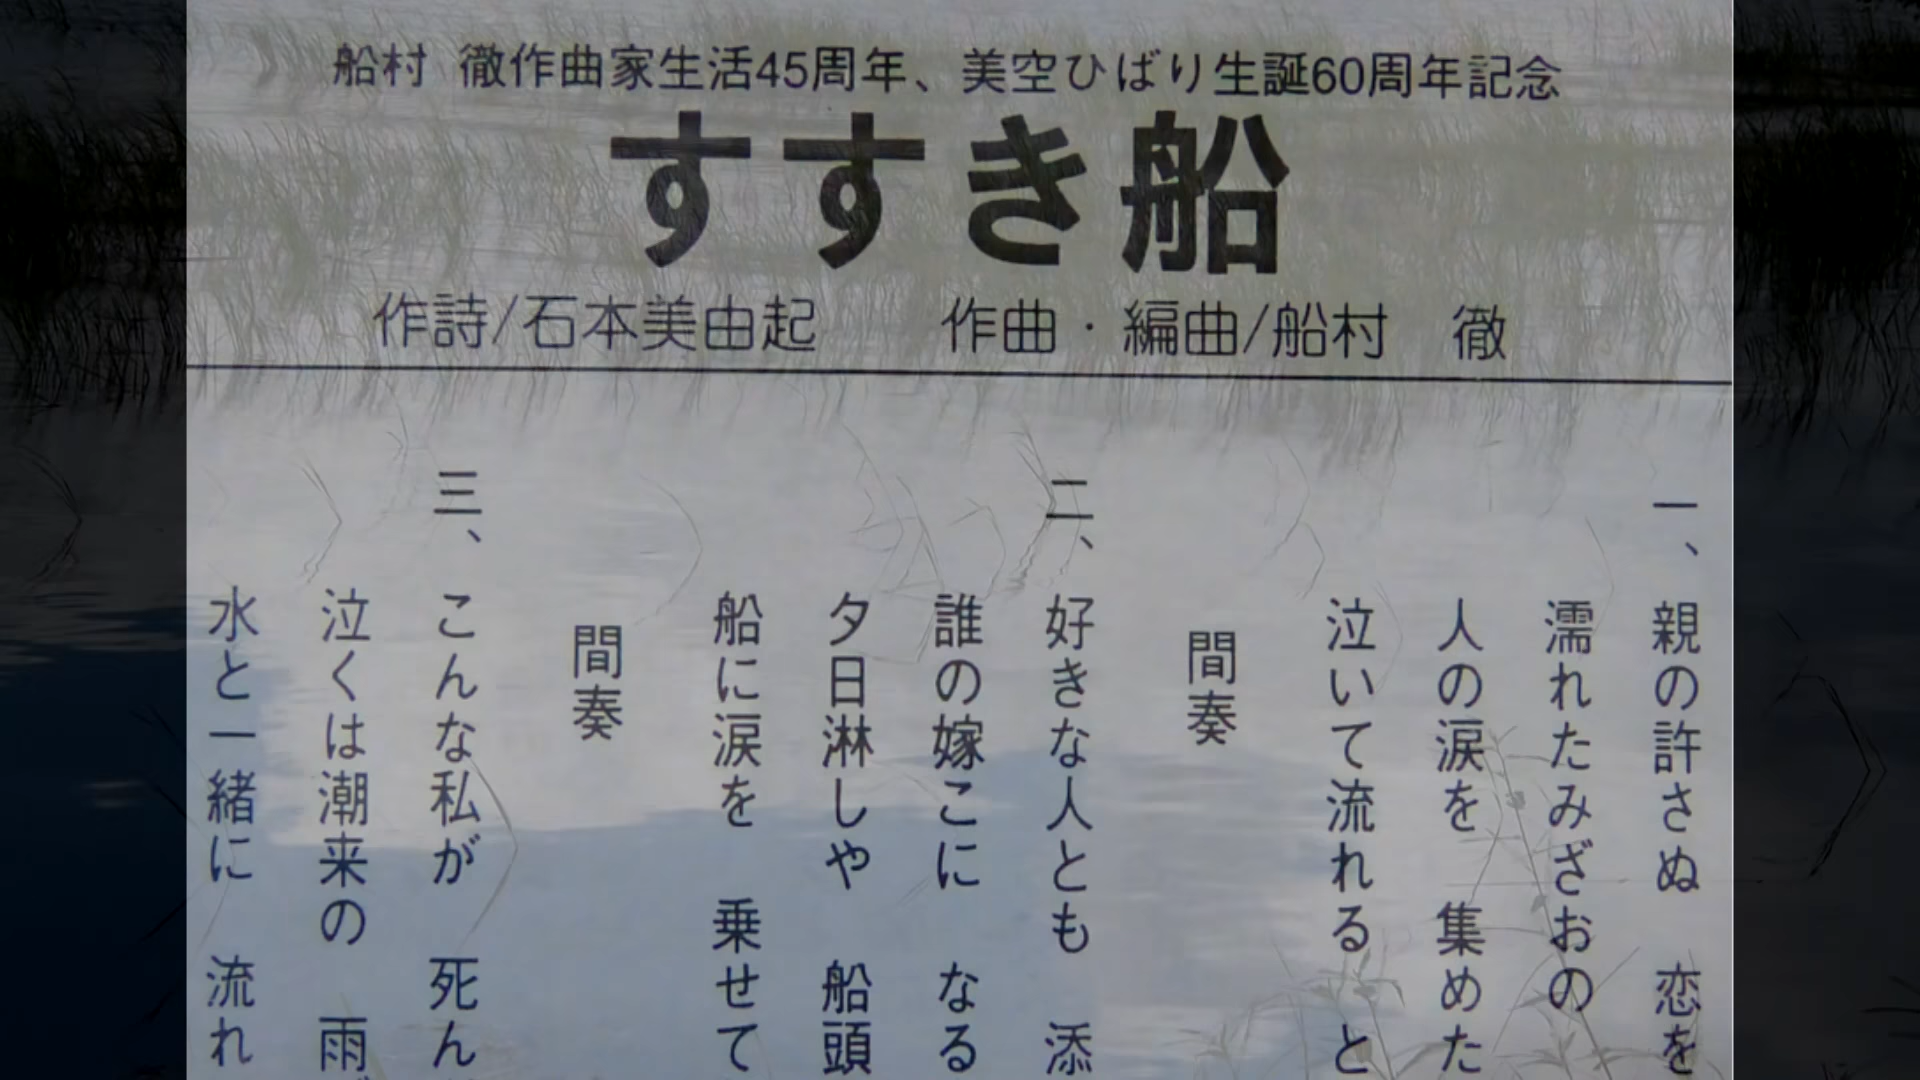 船村 徹作曲家生活45周年、美空ひばり生誕60周年記念
すすき船
作詩/石本美由起 作曲・編曲/船村 徹
一、親の許さぬ 恋を
濡れたみざおの
人の涙を 集めた
泣いて流れる と
間奏
二、好きな人とも 添
誰の嫁こに なる
夕日淋しや 船頭
船に涙を 乗せて
間奏
三、こんな私が 死ん
泣くは潮来の 雨
水と一緒に 流れ